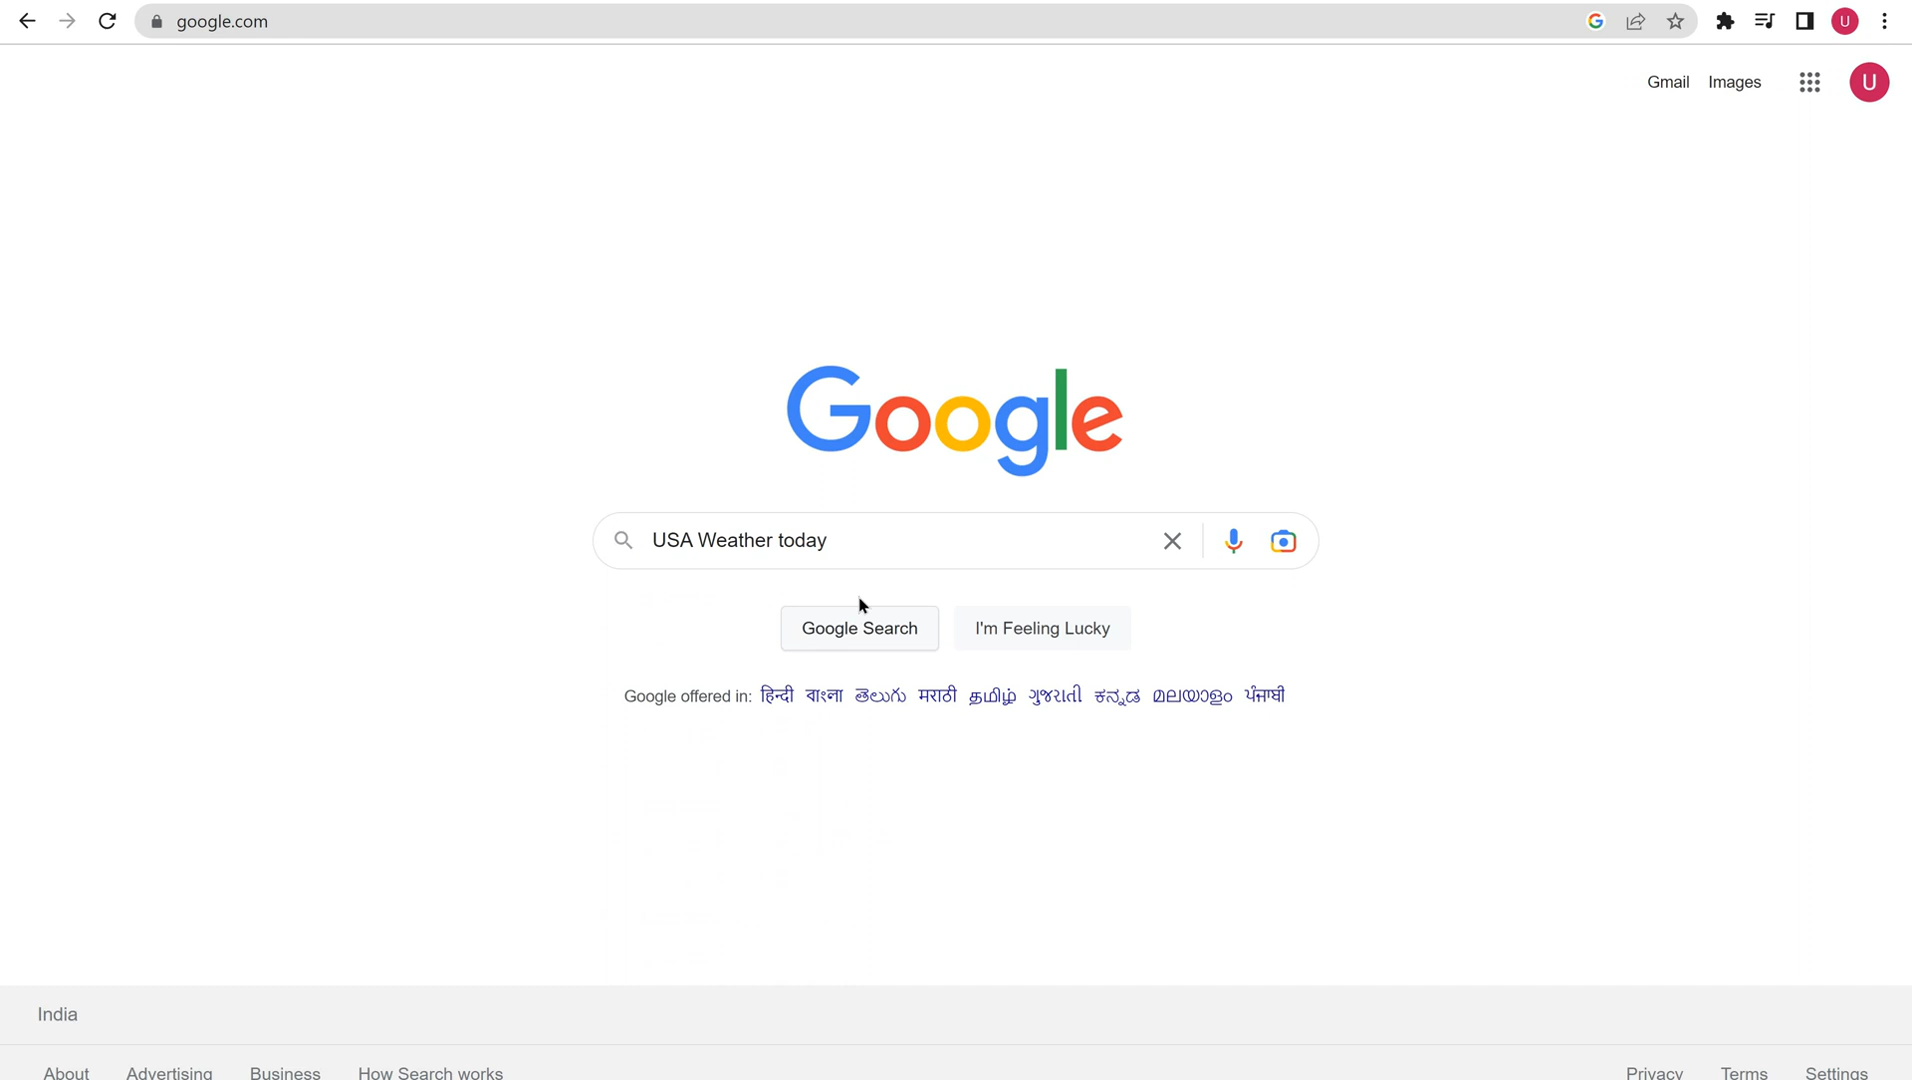 google.com
U
Gmail Images U
Google
USA Weather today
Google Search I'm Feeling Lucky
Google offered in: हिन्दी বাংলা తెలుగు मराठी தமிழ் ગુજરાતી ಕನ್ನಡ മലയാളം ਪੰਜਾਬੀ
India
About Advertising Business How Search works Privacy Terms Settings